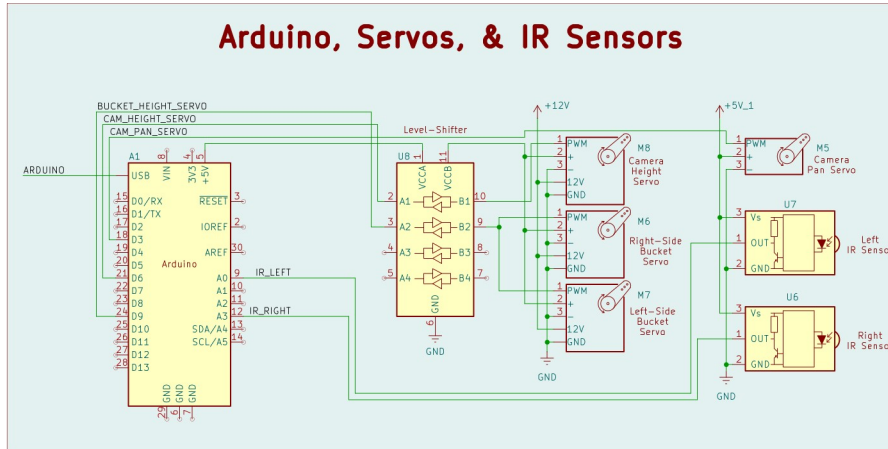 Arduino, Servos, & IR Sensors
BUCKET_HEIGHT_SERVO
CAM_HEIGHT_SERVO
CAM_PAN_SERVO
ARDUINO
A1
8
4
5
VIN
3V3
+5V
USB
15 D0/RX
16 D1/TX
17 D2
18 D3
19 D4
20 D5
21 D6
22 D7
23 D8
24 D9
25 D10
26 D11
27 D12
28 D13
Arduino
RESET 3
IOREF 2
AREF 30
A0 9
A1 10
A2 11
A3 12
SDA/A4 13
SCL/A5 14
GND
GND
GND
29
6
7
IR_LEFT
IR_RIGHT
Level-Shifter
U8
1
11
VCCA
VCCB
2 A1 B1 10
3 A2 B2 9
4 A3 B3 8
5 A4 B4 7
GND
6
GND
+12V
1 PWM
2 +
3 -
12V
GND
M8
Camera
Height
Servo
1 PWM
2 +
3 -
12V
GND
M6
Right-Side
Bucket
Servo
1 PWM
2 +
3 -
12V
GND
M7
Left-Side
Bucket
Servo
GND
+5V_1
1 PWM
2 +
3 -
M5
Camera
Pan Servo
U7
3 Vs
1 OUT
2 GND
Left
IR Sensor
U6
3 Vs
1 OUT
2 GND
Right
IR Sensor
GND